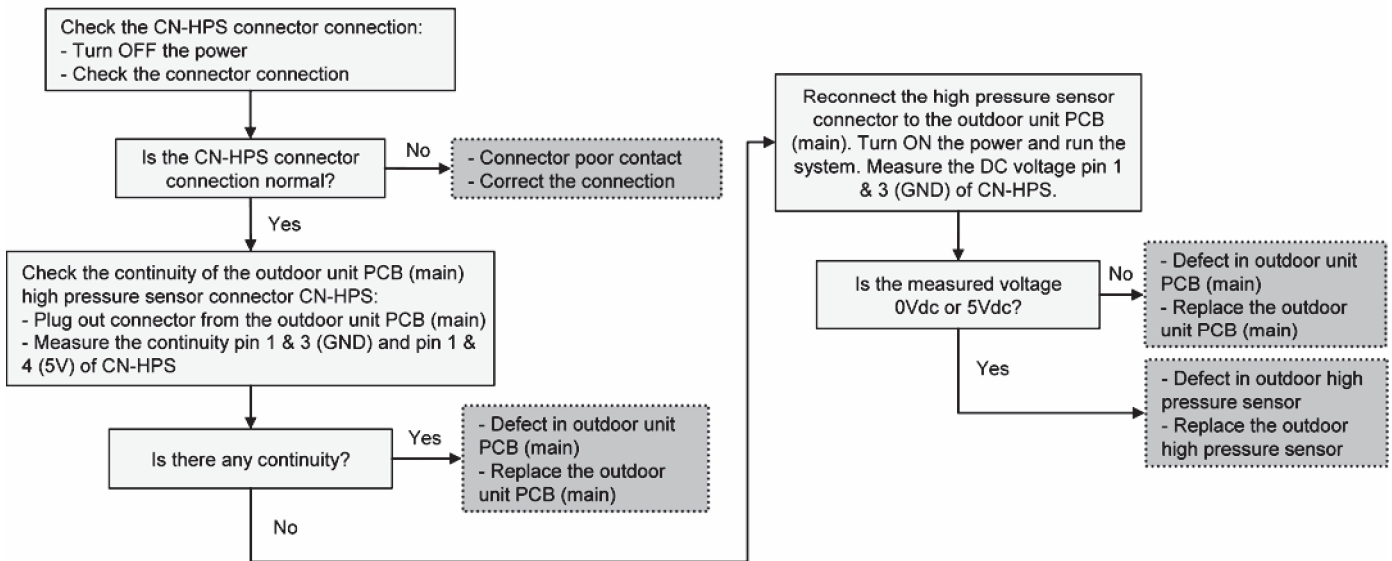 Check the CN-HPS connector connection:
- Turn OFF the power
- Check the connector connection
Is the CN-HPS connector
connection normal?
No
- Connector poor contact
- Correct the connection
Yes
Check the continuity of the outdoor unit PCB (main)
high pressure sensor connector CN-HPS:
- Plug out connector from the outdoor unit PCB (main)
- Measure the continuity pin 1 & 3 (GND) and pin 1 &
4 (5V) of CN-HPS
Is there any continuity?
Yes
- Defect in outdoor unit
PCB (main)
- Replace the outdoor
unit PCB (main)
No
Reconnect the high pressure sensor
connector to the outdoor unit PCB
(main). Turn ON the power and run the
system. Measure the DC voltage pin 1
& 3 (GND) of CN-HPS.
Is the measured voltage
0Vdc or 5Vdc?
No
- Defect in outdoor unit
PCB (main)
- Replace the outdoor
unit PCB (main)
Yes
- Defect in outdoor high
pressure sensor
- Replace the outdoor
high pressure sensor